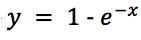 y = 1 - e⁻ˣ